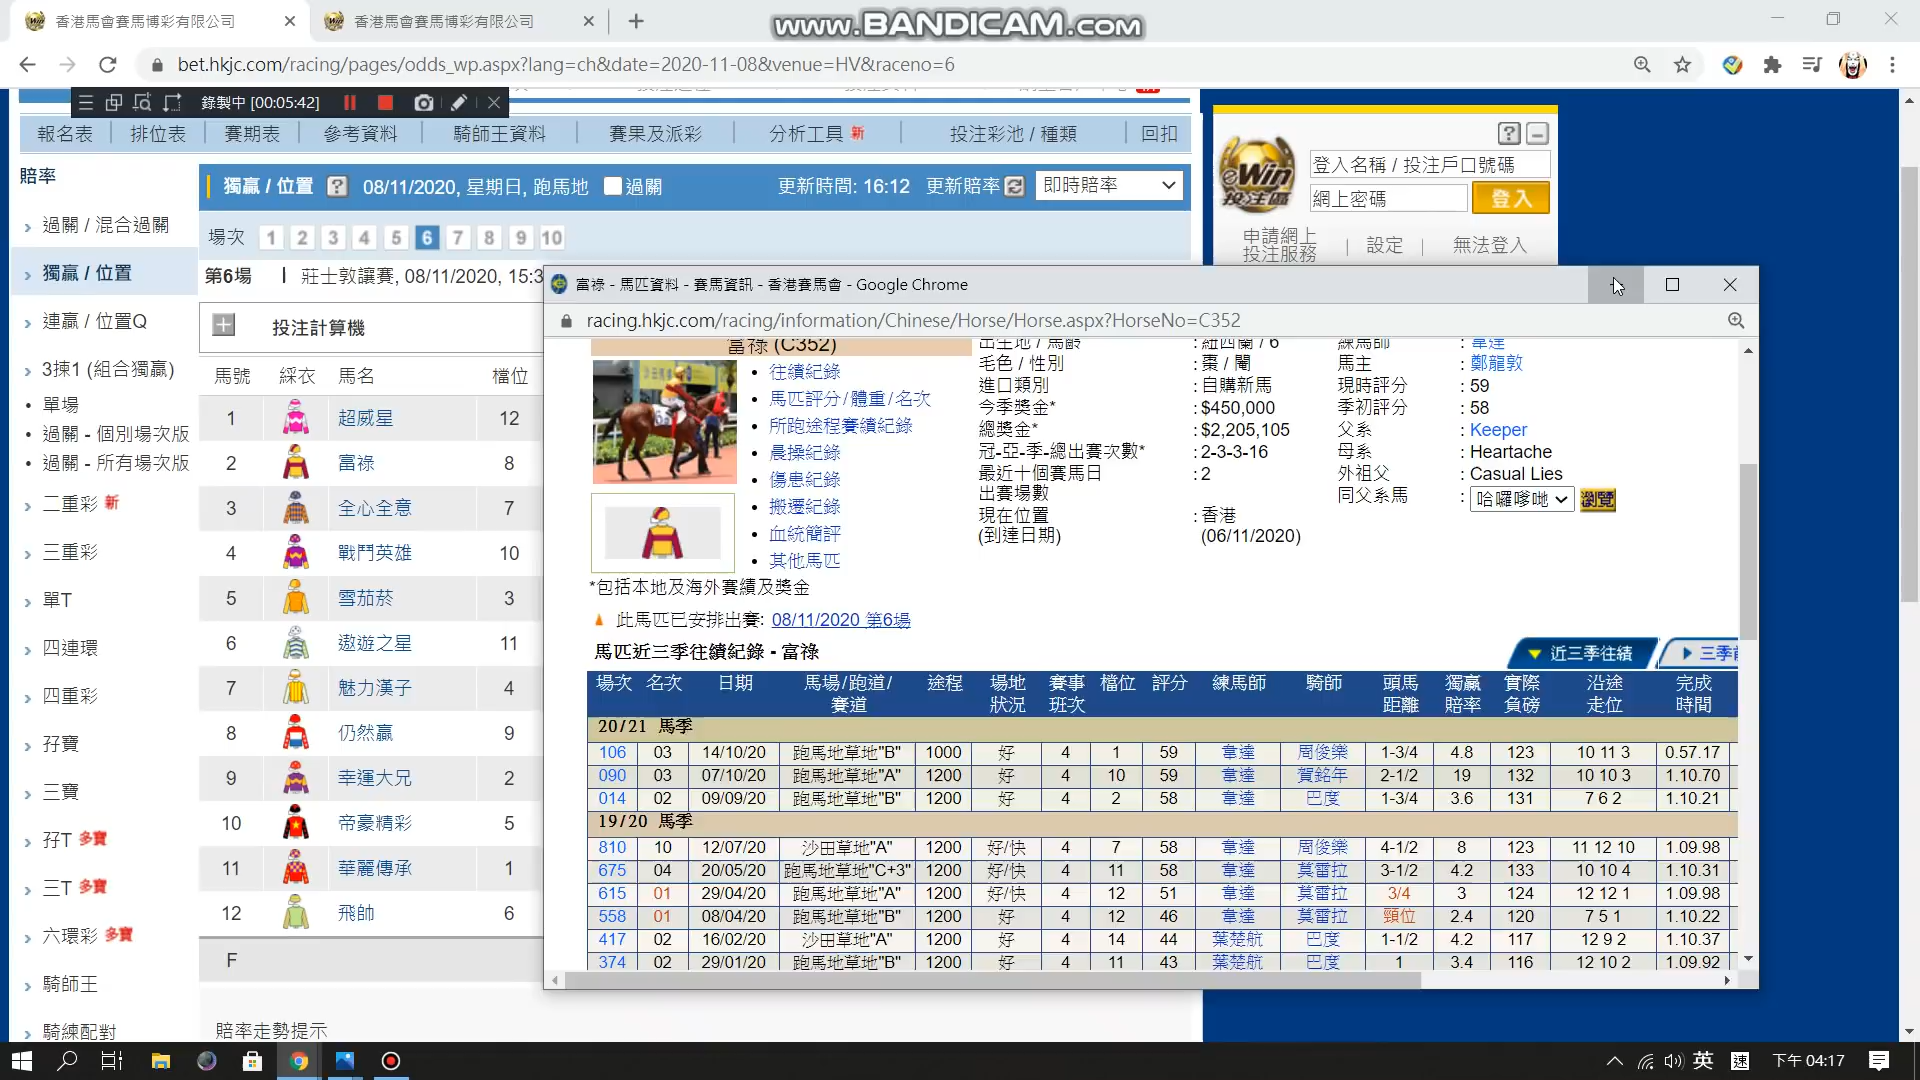 香港馬會賽馬博彩有限公司 香港馬會賽馬博彩有限公司
www.BANDICAM.com
bet.hkjc.com/racing/pages/odds_wp.aspx?lang=ch&date=2020-11-08&venue=HV&raceno=6
錄製中 [00:05:42]
報名表 排位表 賽期表 參考資料 騎師王資料 賽果及派彩 分析工具 新 投注彩池 / 種類 回扣
賠率
過關 / 混合過關
獨贏 / 位置
連贏 / 位置Q
3揀1 (組合獨贏)
單場
過關 - 個別場次版
過關 - 所有場次版
二重彩 新
三重彩
單T
四連環
四重彩
孖寶
三寶
孖T 多寶
三T 多寶
六環彩 多寶
騎師王
騎練配對
獨贏 / 位置 ? 08/11/2020, 星期日, 跑馬地 過關 更新時間: 16:12 更新賠率 即時賠率
場次 1 2 3 4 5 6 7 8 9 10
第6場 莊士敦讓賽, 08/11/2020, 15:3
投注計算機
馬號 綵衣 馬名 檔位
1 超威星 12
2 富祿 8
3 全心全意 7
4 戰鬥英雄 10
5 雪茄菸 3
6 遨遊之星 11
7 魅力漢子 4
8 仍然贏 9
9 幸運大兄 2
10 帝豪精彩 5
11 華麗傳承 1
12 飛帥 6
F
賠率走勢提示
eWin
投注區
登入名稱 / 投注戶口號碼
網上密碼 登入
申請網上
投注服務 | 設定 | 無法登入
富祿 - 馬匹資料 - 賽馬資訊 - 香港賽馬會 - Google Chrome
racing.hkjc.com/racing/information/Chinese/Horse/Horse.aspx?HorseNo=C352
富祿 (C352)
往績紀錄
馬匹評分/體重/名次
所跑途程賽績紀錄
晨操紀錄
傷患紀錄
搬遷紀錄
血統簡評
其他馬匹
出生地 / 馬齡 : 紐西蘭 / 6
毛色 / 性別 : 棗 / 閹
進口類別 : 自購新馬
今季獎金* : $450,000
總獎金* : $2,205,105
冠-亞-季-總出賽次數* : 2-3-3-16
最近十個賽馬日 : 2
出賽場數
現在位置 : 香港
(到達日期) (06/11/2020)
練馬師 : 韋達
馬主 : 鄭龍敦
現時評分 : 59
季初評分 : 58
父系 : Keeper
母系 : Heartache
外祖父 : Casual Lies
同父系馬 : 哈囉嗲哋 瀏覽
*包括本地及海外賽績及獎金
此馬匹已安排出賽: 08/11/2020 第6場
馬匹近三季往績紀錄 - 富祿 近三季往績 三季前
場次 名次 日期 馬場/跑道/ 途程 場地 賽事 檔位 評分 練馬師 騎師 頭馬 獨贏 實際 沿途 完成
賽道 狀況 班次 距離 賠率 負磅 走位 時間
20/21 馬季
106 03 14/10/20 跑馬地草地"B" 1000 好 4 1 59 韋達 周俊樂 1-3/4 4.8 123 10 11 3 0.57.17
090 03 07/10/20 跑馬地草地"A" 1200 好 4 10 59 韋達 賀銘年 2-1/2 19 132 10 10 3 1.10.70
014 02 09/09/20 跑馬地草地"B" 1200 好 4 2 58 韋達 巴度 1-3/4 3.6 131 7 6 2 1.10.21
19/20 馬季
810 10 12/07/20 沙田草地"A" 1200 好/快 4 7 58 韋達 周俊樂 4-1/2 8 123 11 12 10 1.09.98
675 04 20/05/20 跑馬地草地"C+3" 1200 好/快 4 11 58 韋達 莫雷拉 3-1/2 4.2 133 10 10 4 1.10.31
615 01 29/04/20 跑馬地草地"A" 1200 好/快 4 12 51 韋達 莫雷拉 3/4 3 124 12 12 1 1.09.98
558 01 08/04/20 跑馬地草地"B" 1200 好 4 12 46 韋達 莫雷拉 頸位 2.4 120 7 5 1 1.10.22
417 02 16/02/20 沙田草地"A" 1200 好 4 14 44 葉楚航 巴度 1-1/2 4.2 117 12 9 2 1.10.37
374 02 29/01/20 跑馬地草地"B" 1200 好 4 11 43 葉楚航 巴度 1 3.4 116 12 10 2 1.09.92
英 速 下午 04:17